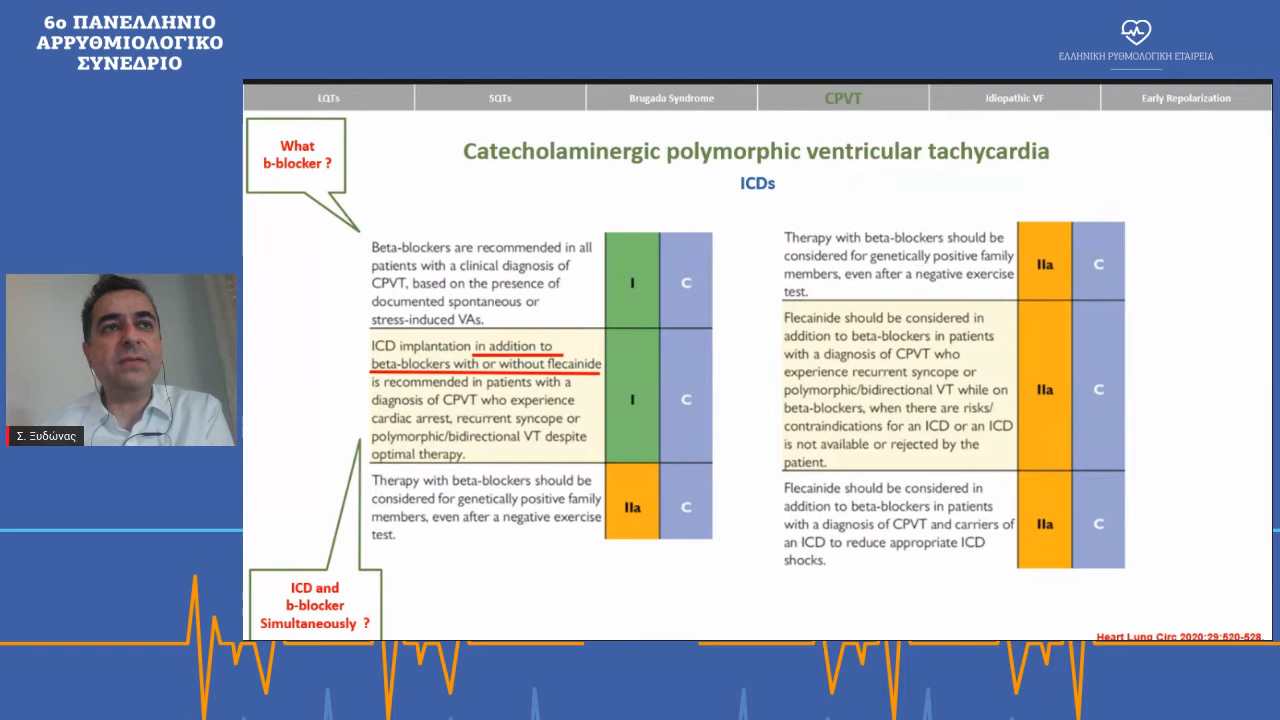 6ο ΠΑΝΕΛΛΗΝΙΟ
ΑΡΡΥΘΜΙΟΛΟΓΙΚΟ
ΣΥΝΕΔΡΙΟ
ΕΛΛΗΝΙΚΗ ΡΥΘΜΟΛΟΓΙΚΗ ΕΤΑΙΡΕΙΑ
LQTs
SQTs
Brugada Syndrome
CPVT
Idiopathic VF
Early Repolarization
What
b-blocker ?
Catecholaminergic polymorphic ventricular tachycardia
ICDs
Beta-blockers are recommended in all
patients with a clinical diagnosis of
CPVT, based on the presence of
documented spontaneous or
stress-induced VAs.
I
C
ICD implantation in addition to
beta-blockers with or without flecainide
is recommended in patients with a
diagnosis of CPVT who experience
cardiac arrest, recurrent syncope or
polymorphic/bidirectional VT despite
optimal therapy.
I
C
Therapy with beta-blockers should be
considered for genetically positive family
members, even after a negative exercise
test.
IIa
C
Therapy with beta-blockers should be
considered for genetically positive family
members, even after a negative exercise
test.
IIa
C
Flecainide should be considered in
addition to beta-blockers in patients
with a diagnosis of CPVT who
experience recurrent syncope or
polymorphic/bidirectional VT while on
beta-blockers, when there are risks/
contraindications for an ICD or an ICD
is not available or rejected by the
patient.
IIa
C
Flecainide should be considered in
addition to beta-blockers in patients
with a diagnosis of CPVT and carriers of
an ICD to reduce appropriate ICD
shocks.
IIa
C
Σ. Ξυδώνας
ICD and
b-blocker
Simultaneously ?
Heart Lung Circ 2020;29:520-528.